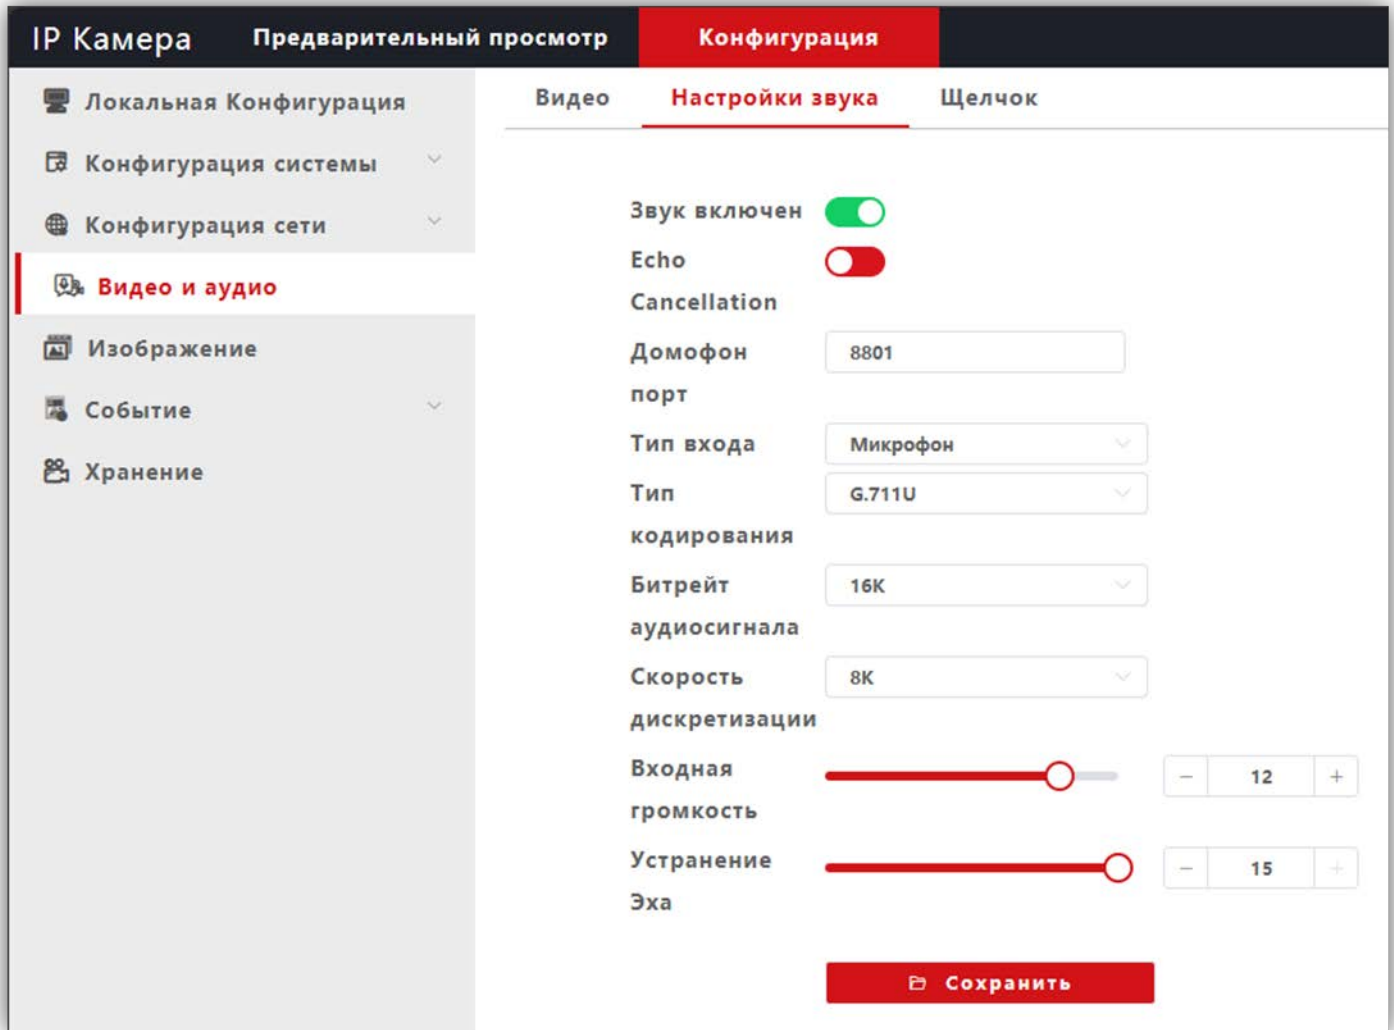 IP Камера Предварительный просмотр Конфигурация
Локальная Конфигурация
Конфигурация системы
Конфигурация сети
Видео и аудио
Изображение
Событие
Хранение
Видео Настройки звука Щелчок
Звук включен
Echo
Cancellation
Домофон
порт
8801
Тип входа
Микрофон
Тип
кодирования
G.711U
Битрейт
аудиосигнала
16K
Скорость
дискретизации
8K
Входная
громкость
− 12 +
Устранение
Эха
− 15 +
Сохранить